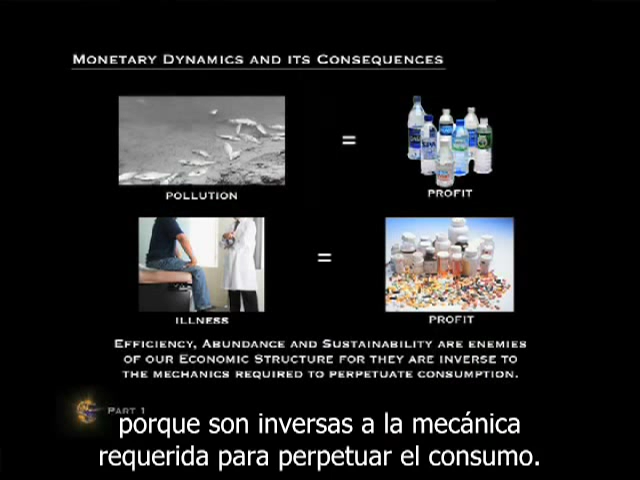 MONETARY DYNAMICS AND ITS CONSEQUENCES
=
POLLUTION
PROFIT
=
ILLNESS
PROFIT
EFFICIENCY, ABUNDANCE AND SUSTAINABILITY ARE ENEMIES
OF OUR ECONOMIC STRUCTURE FOR THEY ARE INVERSE TO
THE MECHANICS REQUIRED TO PERPETUATE CONSUMPTION.
PART 1
porque son inversas a la mecánica
requerida para perpetuar el consumo.